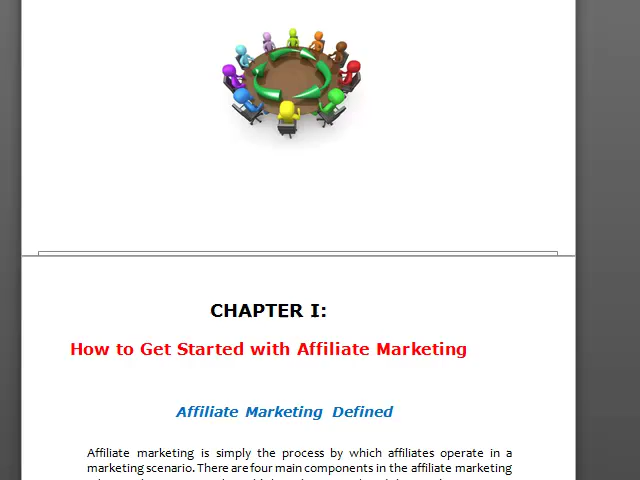 CHAPTER I:
How to Get Started with Affiliate Marketing
Affiliate Marketing Defined
Affiliate marketing is simply the process by which affiliates operate in a
marketing scenario. There are four main components in the affiliate marketing